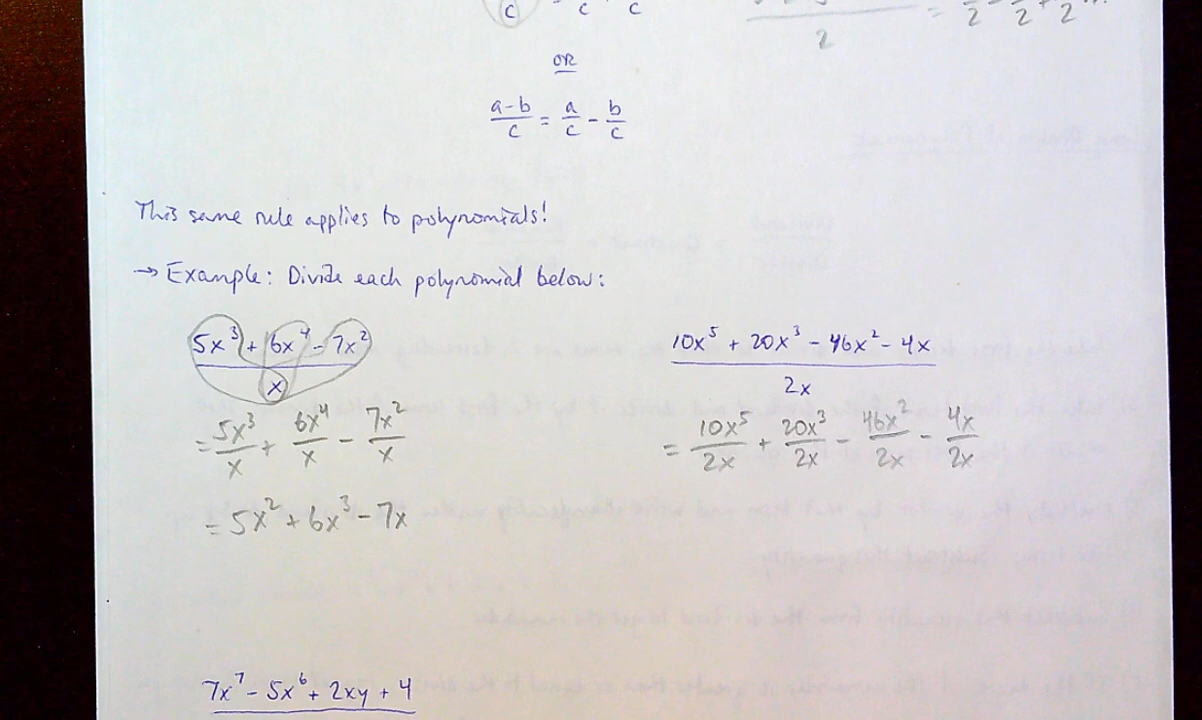 OR
a-b/c = a/c - b/c
This same rule applies to polynomials!
→ Example: Divide each polynomial below:
5x³ + 6x⁴ - 7x² / x
= 5x³/x + 6x⁴/x - 7x²/x
= 5x² + 6x³ - 7x
10x⁵ + 20x³ - 46x² - 4x / 2x
= 10x⁵/2x + 20x³/2x - 46x²/2x - 4x/2x
7x⁷ - 5x⁶ + 2xy + 4